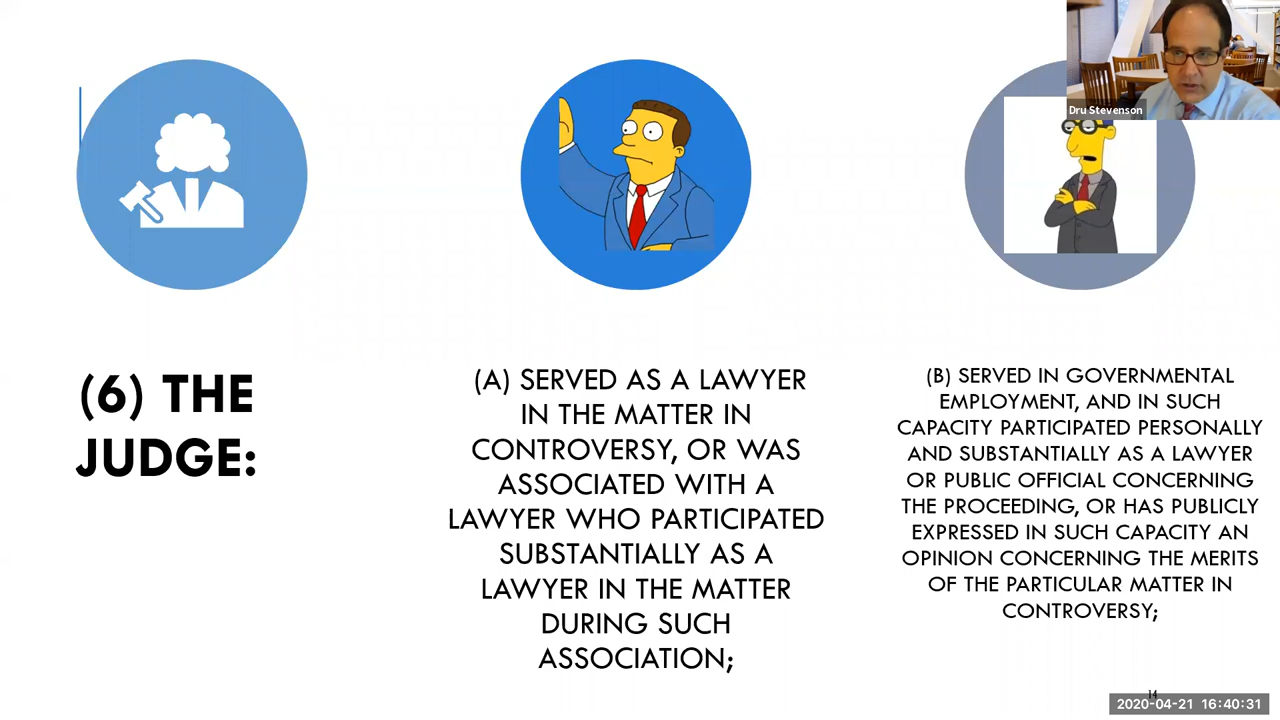 Dru Stevenson
(6) THE
JUDGE:
(A) SERVED AS A LAWYER
IN THE MATTER IN
CONTROVERSY, OR WAS
ASSOCIATED WITH A
LAWYER WHO PARTICIPATED
SUBSTANTIALLY AS A
LAWYER IN THE MATTER
DURING SUCH
ASSOCIATION;
(B) SERVED IN GOVERNMENTAL
EMPLOYMENT, AND IN SUCH
CAPACITY PARTICIPATED PERSONALLY
AND SUBSTANTIALLY AS A LAWYER
OR PUBLIC OFFICIAL CONCERNING
THE PROCEEDING, OR HAS PUBLICLY
EXPRESSED IN SUCH CAPACITY AN
OPINION CONCERNING THE MERITS
OF THE PARTICULAR MATTER IN
CONTROVERSY;
14
2020-04-21 16:40:31